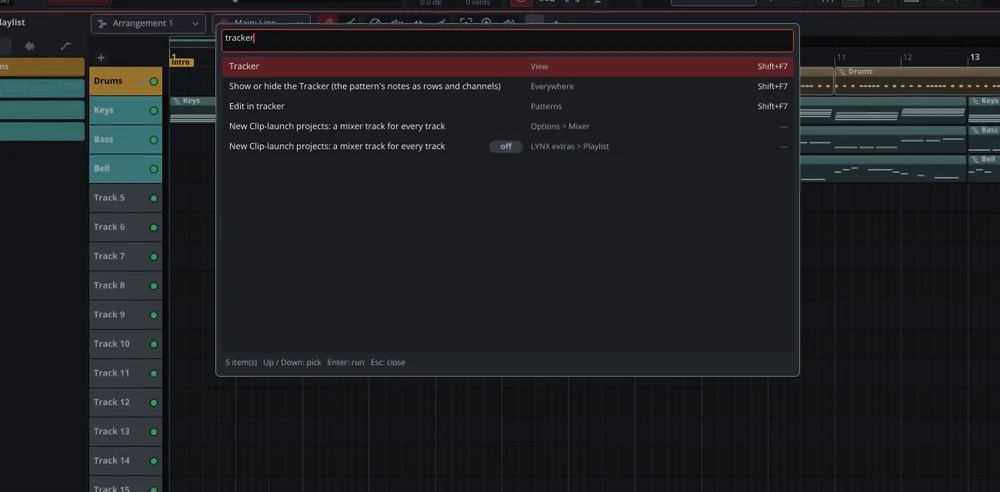 0.0 dB 0 cents
aylist
Arrangement 1
Main Line
tracker
Tracker View Shift+F7
Show or hide the Tracker (the pattern's notes as rows and channels) Everywhere Shift+F7
Edit in tracker Patterns Shift+F7
New Clip-launch projects: a mixer track for every track Options > Mixer —
New Clip-launch projects: a mixer track for every track off LYNX extras > Playlist —
5 item(s) Up / Down: pick Enter: run Esc: close
1
Intro
11
12
13
ms
Drums
Drums
Keys
Keys
Keys
Bass
Bass
Bell
Bell
Track 5
Track 6
Track 7
Track 8
Track 9
Track 10
Track 11
Track 12
Track 13
Track 14
Track 15